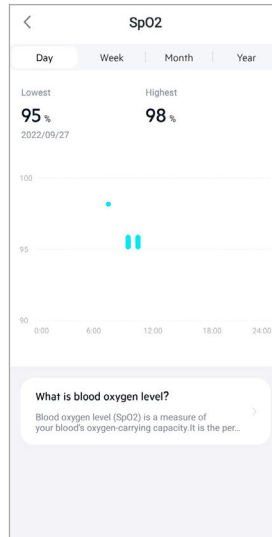 SpO2
Day Week Month Year
Lowest Highest
95 % 98 %
2022/09/27
100
95
90
0:00 6:00 12:00 18:00 24:00
What is blood oxygen level?
Blood oxygen level (SpO2) is a measure of
your blood's oxygen-carrying capacity.It is the per...